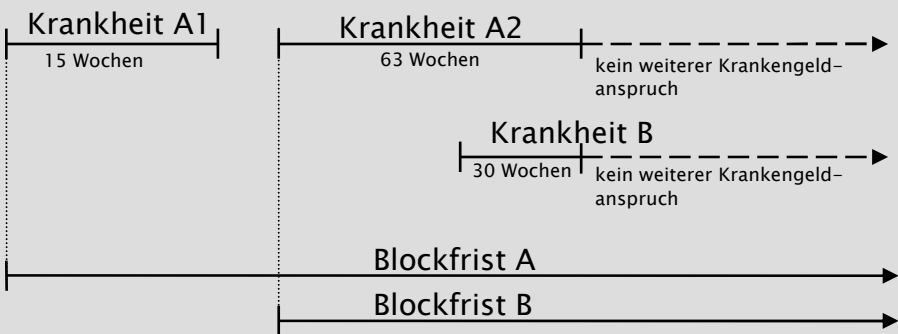 Krankheit A1
Krankheit A2
15 Wochen
63 Wochen
kein weiterer Krankengeld-
anspruch
Krankheit B
30 Wochen
kein weiterer Krankengeld-
anspruch
Blockfrist A
Blockfrist B